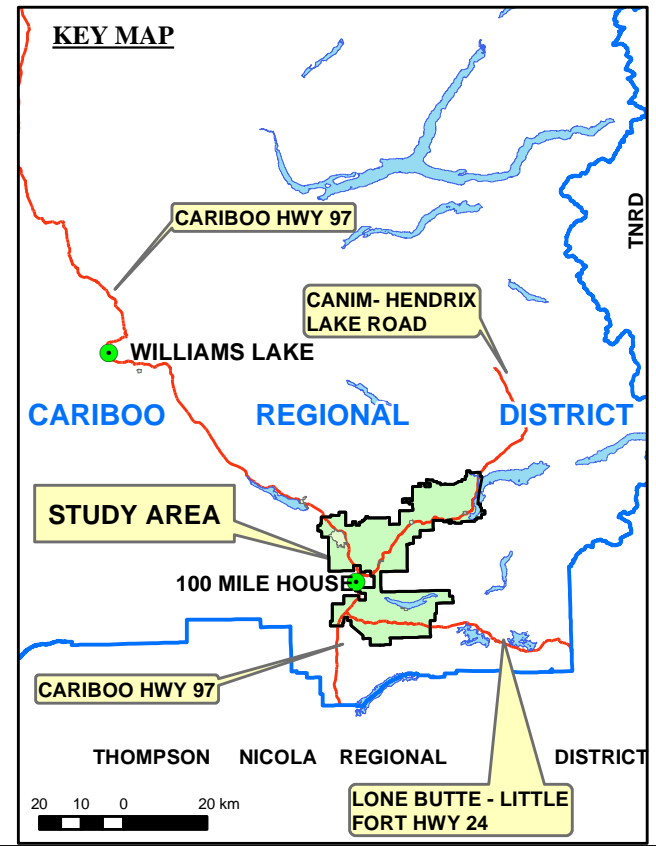 KEY MAP
CARIBOO HWY 97
TNRD
CANIM- HENDRIX
LAKE ROAD
WILLIAMS LAKE
CARIBOO REGIONAL DISTRICT
STUDY AREA
100 MILE HOUSE
CARIBOO HWY 97
THOMPSON NICOLA REGIONAL DISTRICT
20 10 0 20 km
LONE BUTTE - LITTLE
FORT HWY 24